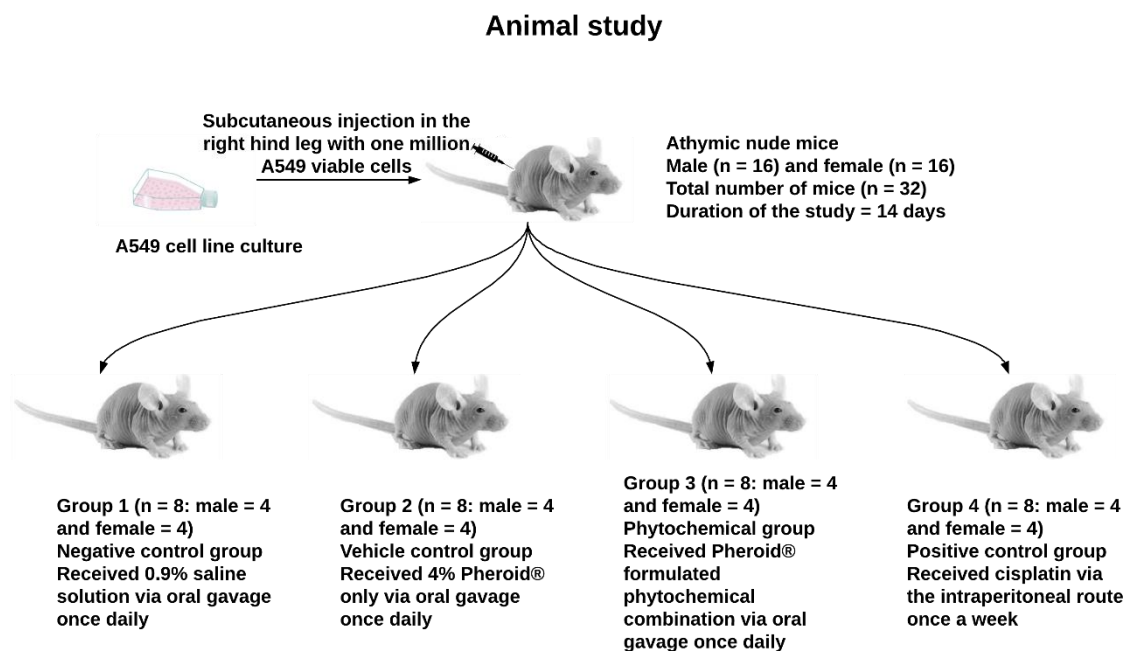 Animal study
Subcutaneous injection in the
right hind leg with one million
A549 viable cells
A549 cell line culture
Athymic nude mice
Male (n = 16) and female (n = 16)
Total number of mice (n = 32)
Duration of the study = 14 days
Group 1 (n = 8: male = 4
and female = 4)
Negative control group
Received 0.9% saline
solution via oral gavage
once daily
Group 2 (n = 8: male = 4
and female = 4)
Vehicle control group
Received 4% Pheroid®
only via oral gavage
once daily
Group 3 (n = 8: male = 4
and female = 4)
Phytochemical group
Received Pheroid®
formulated
phytochemical
combination via oral
gavage once daily
Group 4 (n = 8: male = 4
and female = 4)
Positive control group
Received cisplatin via
the intraperitoneal route
once a week